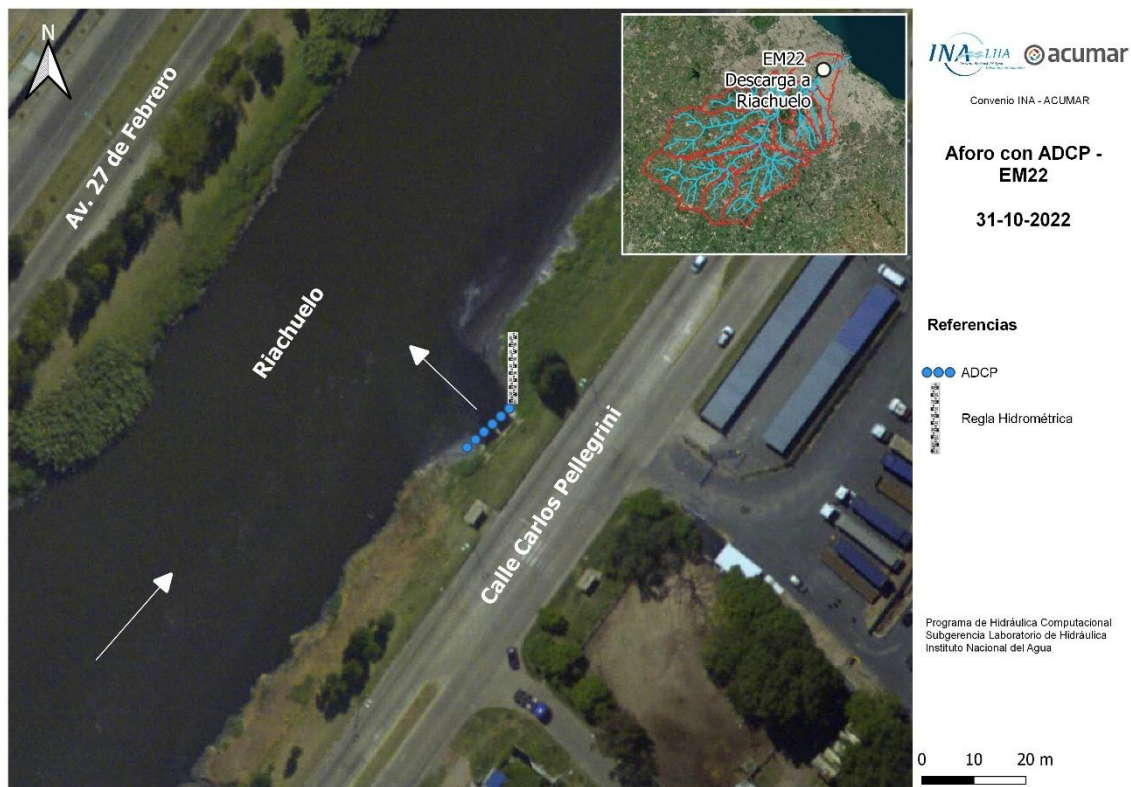 N
Av. 27 de Febrero
Riachuelo
Calle Carlos Pellegrini
EM22
Descarga a
Riachuelo
INA LHA
acumar
Convenio INA - ACUMAR
Aforo con ADCP -
EM22
31-10-2022
Referencias
ADCP
Regla Hidrométrica
Programa de Hidráulica Computacional
Subgerencia Laboratorio de Hidráulica
Instituto Nacional del Agua
0 10 20 m